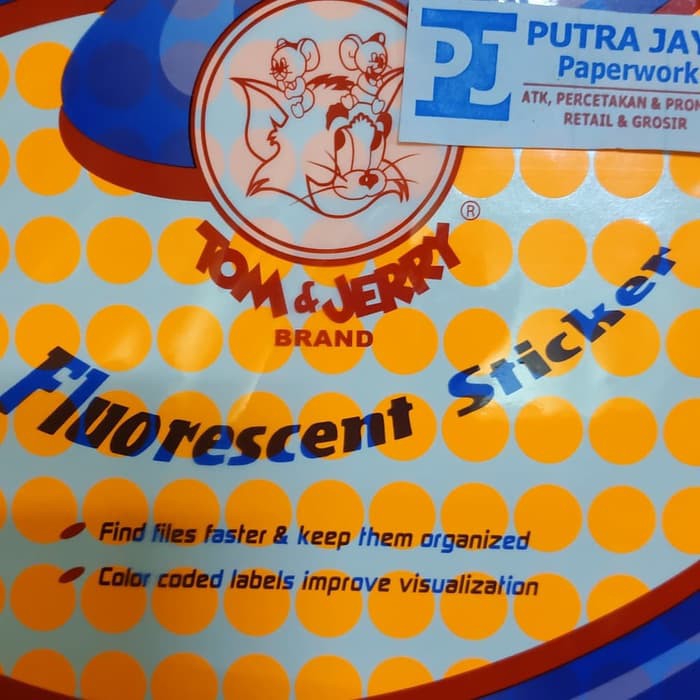 PJ
PUTRA JAY
Paperwork
ATK, PERCETAKAN & PROM
RETAIL & GROSIR
®
TOM & JERRY
BRAND
Fluorescent Sticker
Find files faster & keep them organized
Color coded labels improve visualization